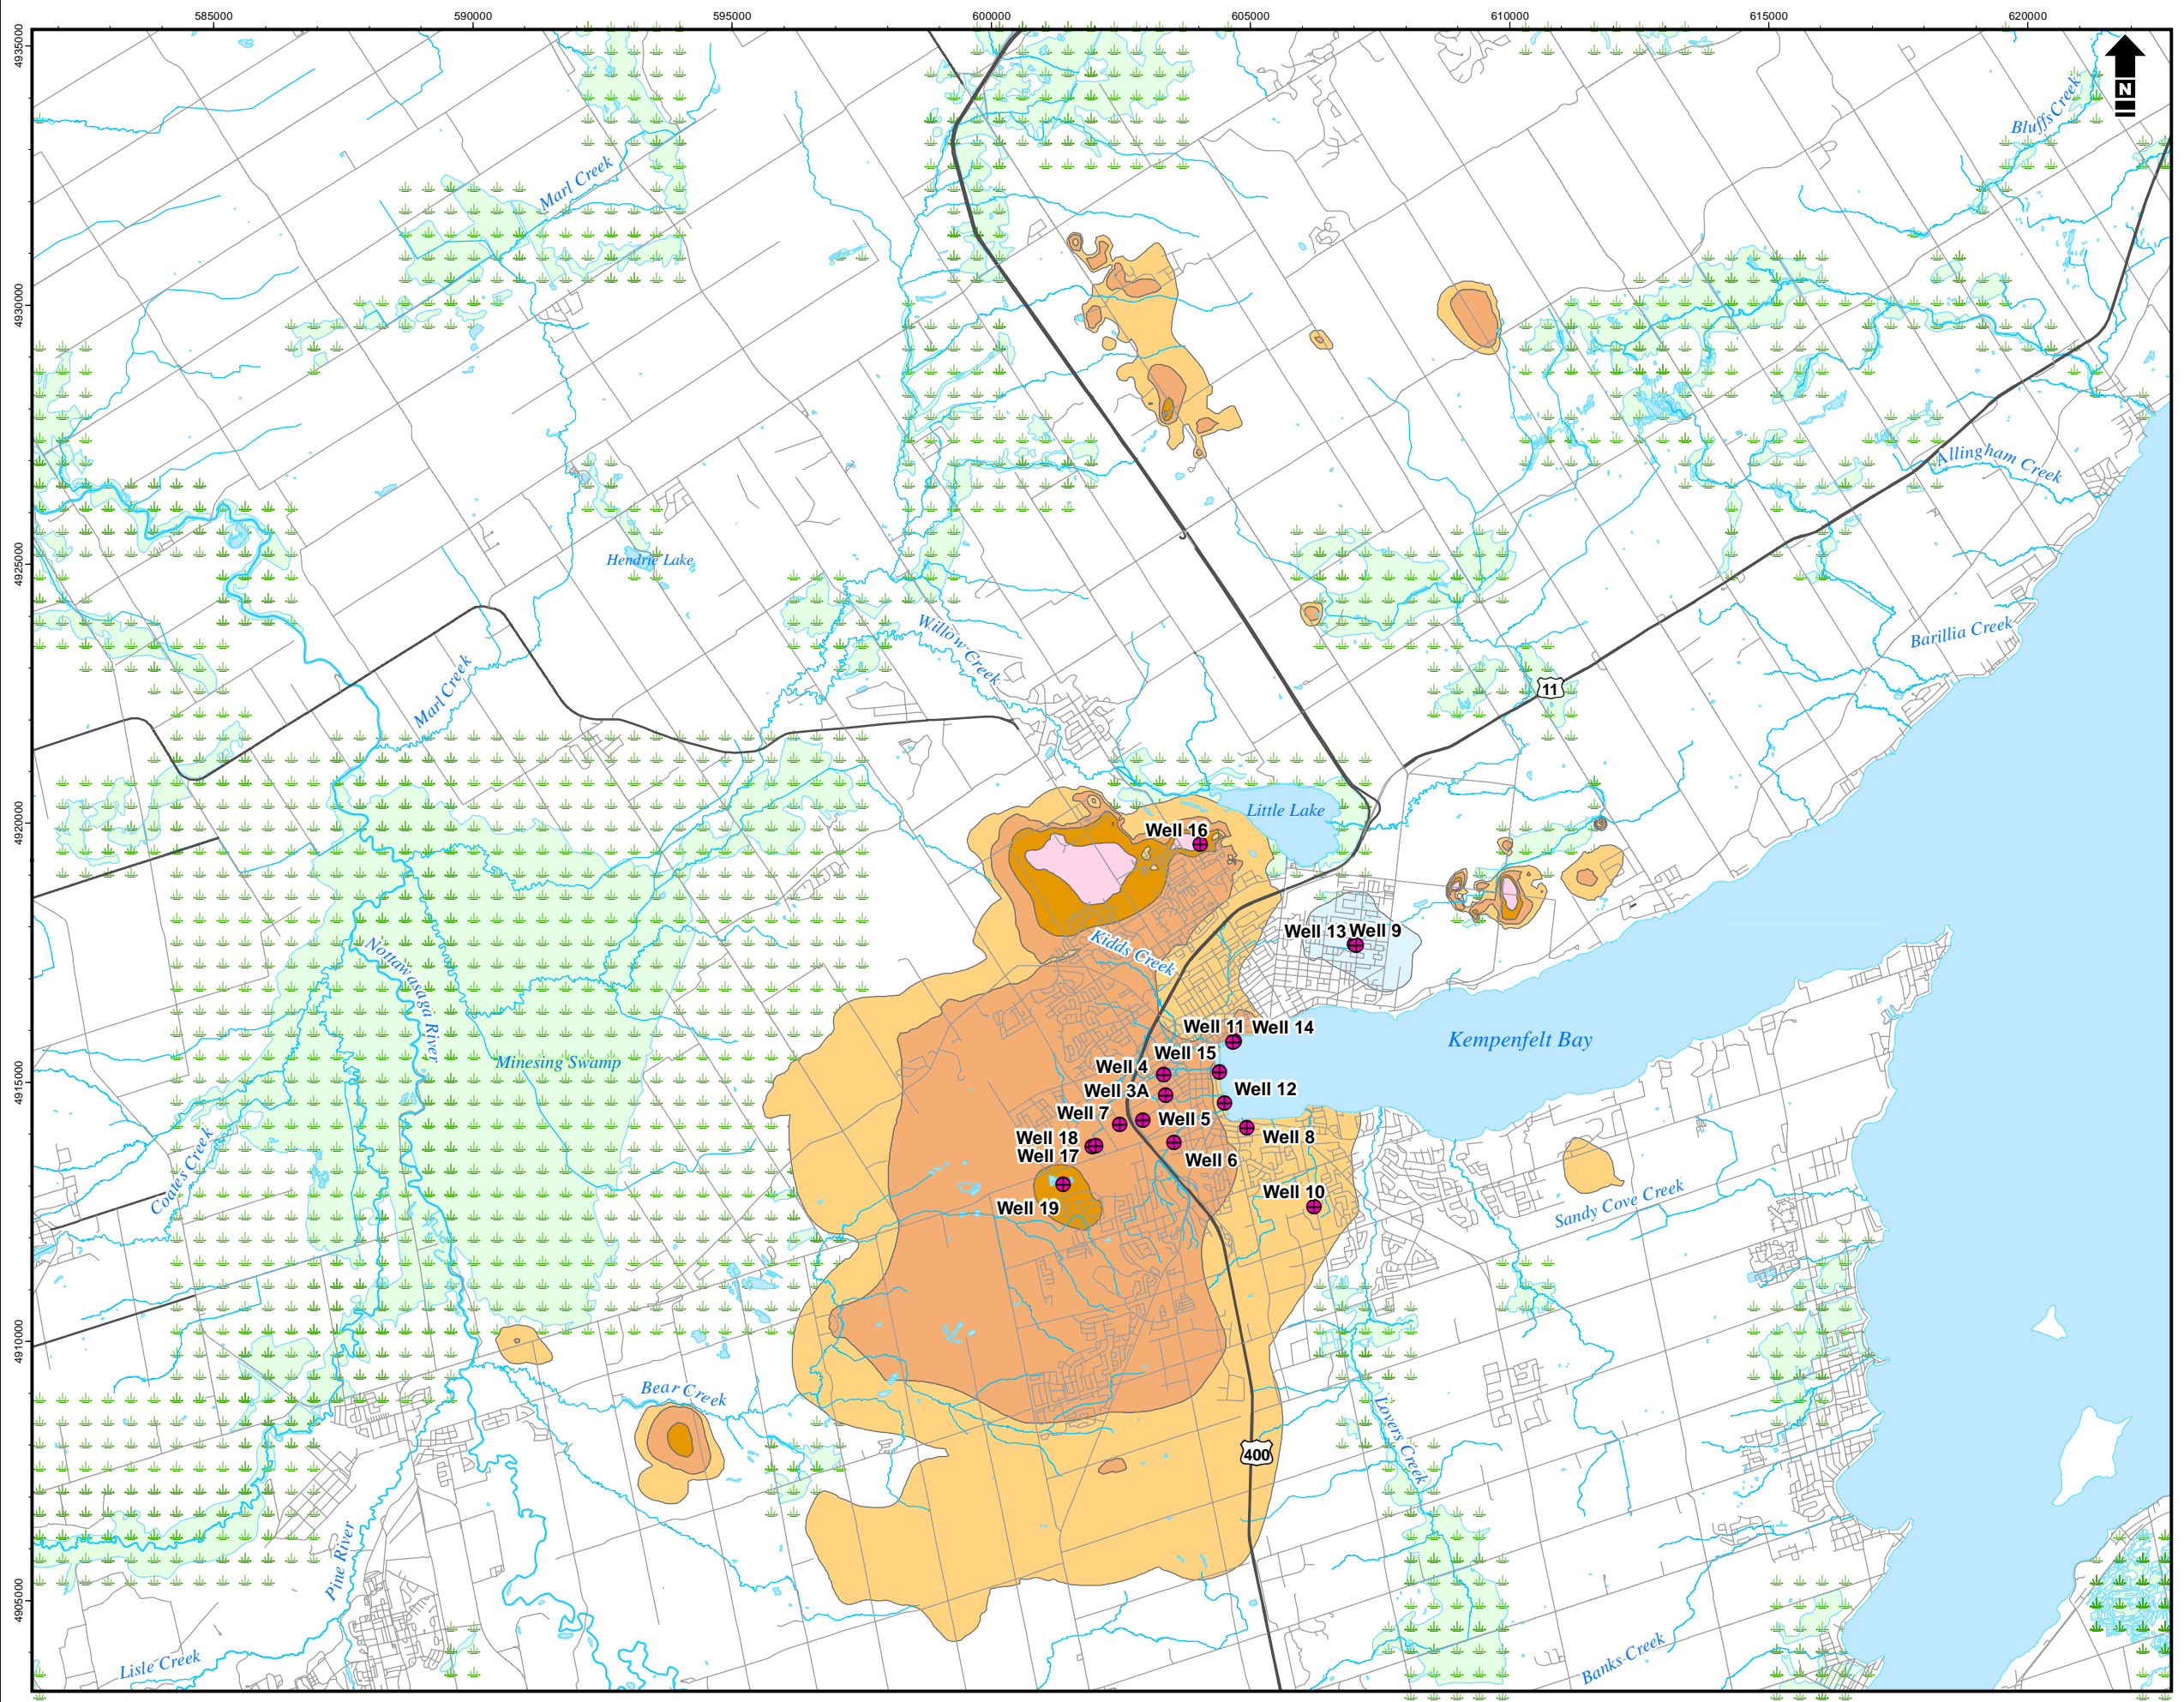 585000
590000
595000
600000
605000
610000
615000
620000
4935000
4930000
4925000
4920000
4915000
4910000
4905000
N
Bluffs Creek
Marl Creek
Allingham Creek
Hendrie Lake
Willow Creek
Barillia Creek
Marl Creek
11
Little Lake
Well 16
Well 13
Well 9
Kidds Creek
Nottawasaga River
Minesing Swamp
Kempenfelt Bay
Well 11
Well 14
Well 15
Well 4
Well 3A
Well 12
Well 7
Well 5
Well 8
Well 18
Well 17
Well 6
Coates Creek
Well 10
Well 19
Sandy Cove Creek
Bear Creek
Lovers Creek
400
Pine River
Lisle Creek
Banks Creek